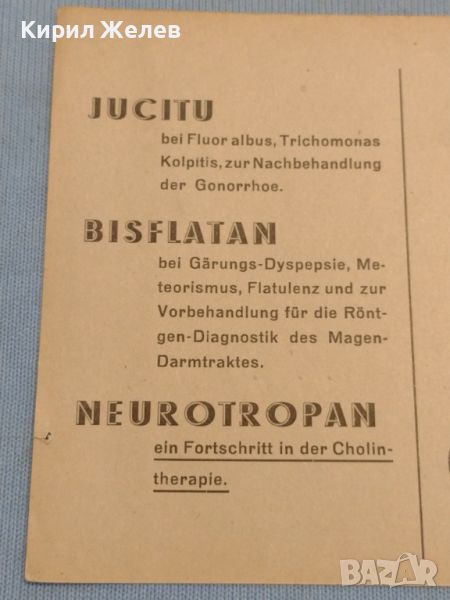 Кирил Желев
JUCITU
bei Fluor albus, Trichomonas
Kolpitis, zur Nachbehandlung
der Gonorrhoe.
BISFLATAN
bei Gärungs-Dyspepsie, Me-
teorismus, Flatulenz und zur
Vorbehandlung für die Rönt-
gen-Diagnostik des Magen-
Darmtraktes.
NEUROTROPAN
ein Fortschritt in der Cholin-
therapie.
BAZAR